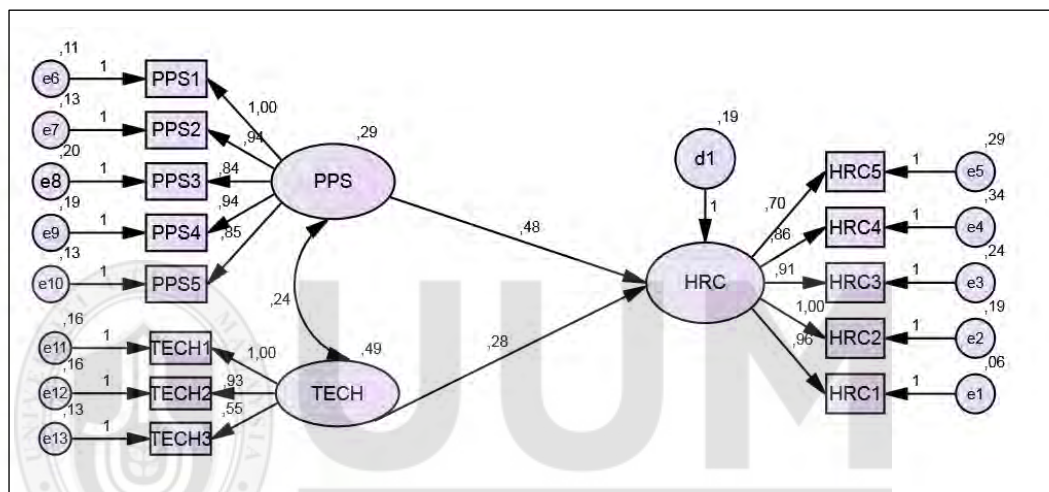 ,11
e6 1 PPS1
,13
e7 1 PPS2
,20
e8 1 PPS3
,19
e9 1 PPS4
,13
e10 1 PPS5
1,00
,94
,84
,94
,85
,29
PPS
,24
,16
e11 1 TECH1
,16
e12 1 TECH2
,13
e13 1 TECH3
1,00
,93
,55
,49
TECH
,48
,28
,19
d1
1
HRC
,70
,86
,91
1,00
,96
,29
HRC5 1 e5
,34
HRC4 1 e4
,24
HRC3 1 e3
,19
HRC2 1 e2
,06
HRC1 1 e1
UUM